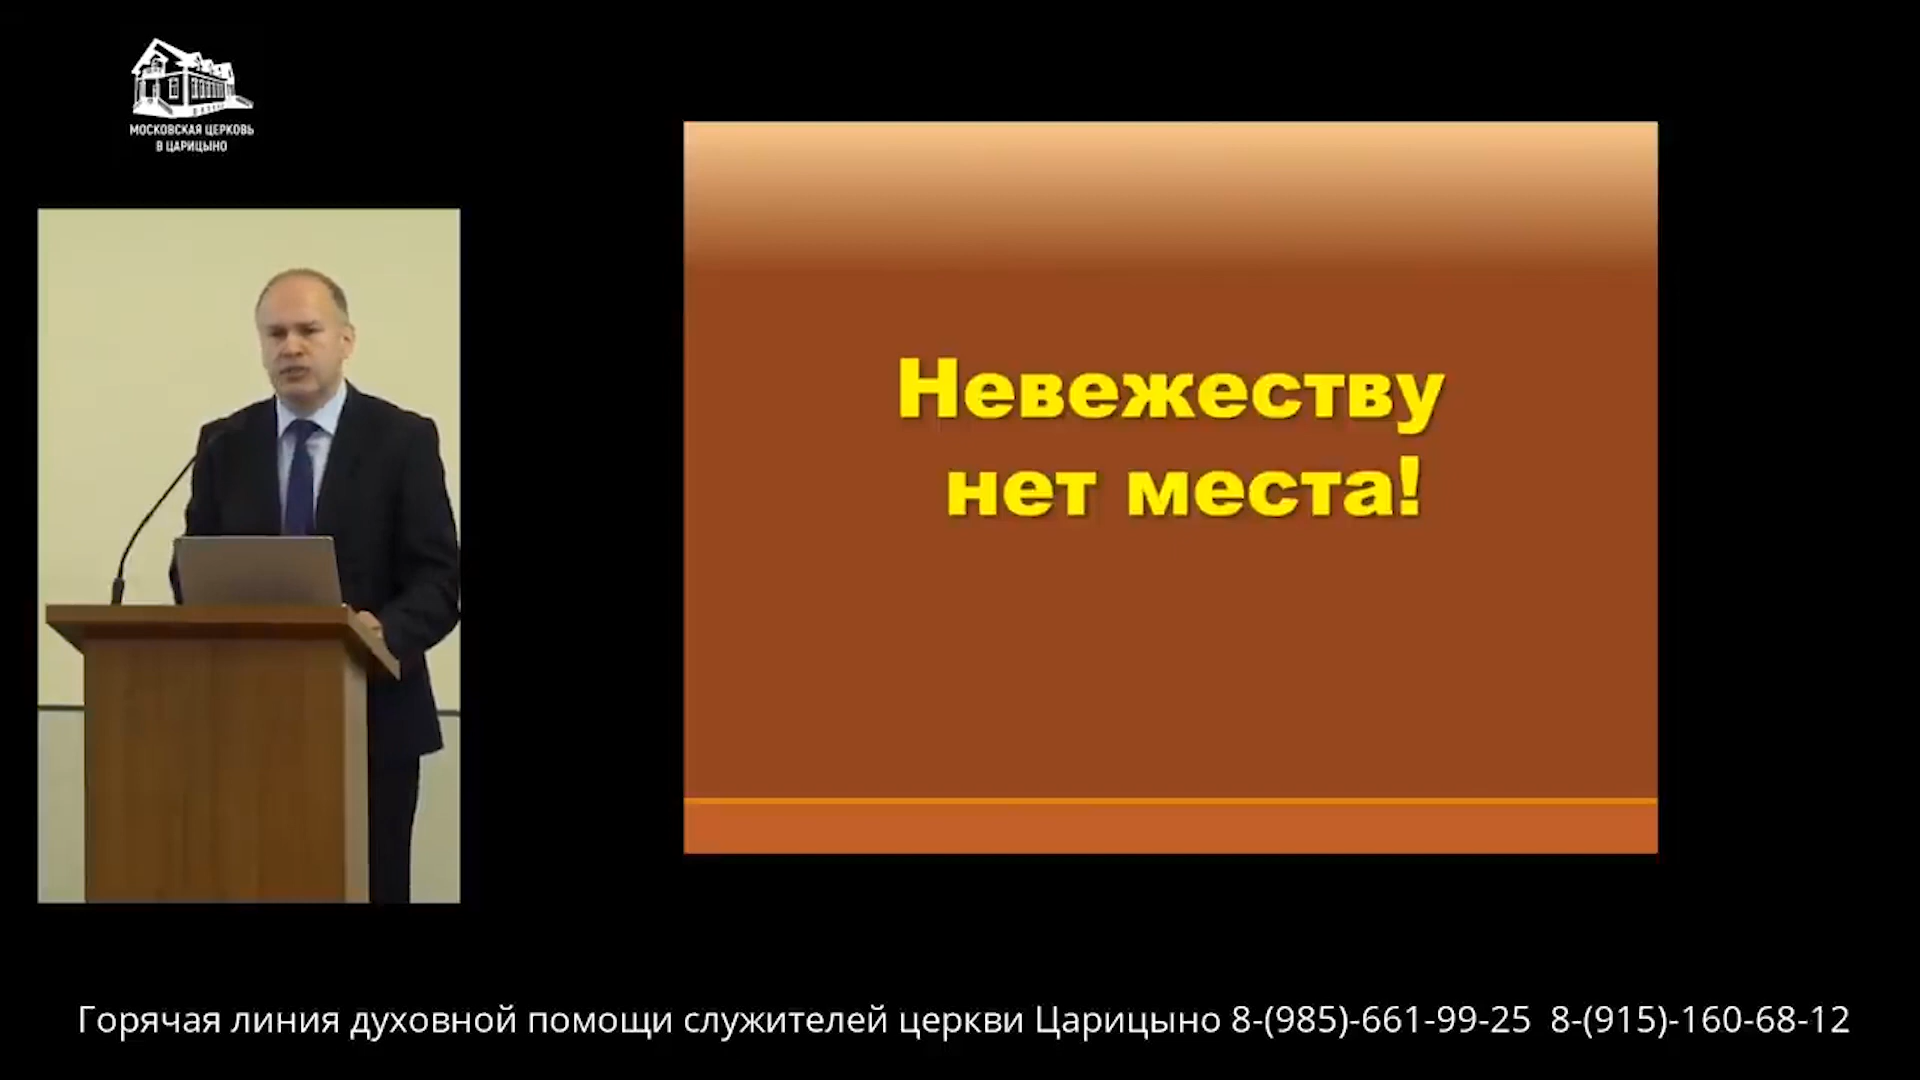 МОСКОВСКАЯ ЦЕРКОВЬ
В ЦАРИЦЫНО
Невежеству
нет места!
Горячая линия духовной помощи служителей церкви Царицыно 8-(985)-661-99-25 8-(915)-160-68-12